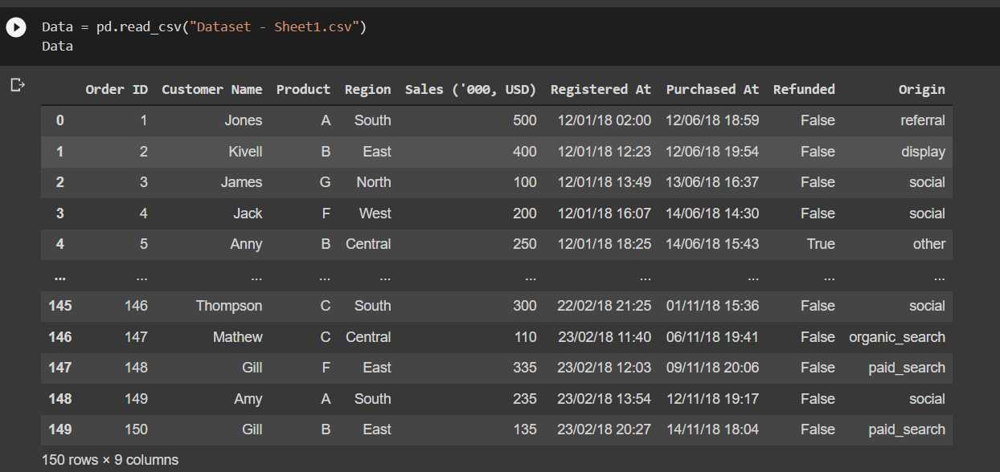 Data = pd.read_csv("Dataset - Sheet1.csv")
Data
Order ID Customer Name Product Region Sales ('000, USD) Registered At Purchased At Refunded Origin
0 1 Jones A South 500 12/01/18 02:00 12/06/18 18:59 False referral
1 2 Kivell B East 400 12/01/18 12:23 12/06/18 19:54 False display
2 3 James G North 100 12/01/18 13:49 13/06/18 16:37 False social
3 4 Jack F West 200 12/01/18 16:07 14/06/18 14:30 False social
4 5 Anny B Central 250 12/01/18 18:25 14/06/18 15:43 True other
... ... ... ... ... ... ... ... ... ...
145 146 Thompson C South 300 22/02/18 21:25 01/11/18 15:36 False social
146 147 Mathew C Central 110 23/02/18 11:40 06/11/18 19:41 False organic_search
147 148 Gill F East 335 23/02/18 12:03 09/11/18 20:06 False paid_search
148 149 Amy A South 235 23/02/18 13:54 12/11/18 19:17 False social
149 150 Gill B East 135 23/02/18 20:27 14/11/18 18:04 False paid_search
150 rows × 9 columns